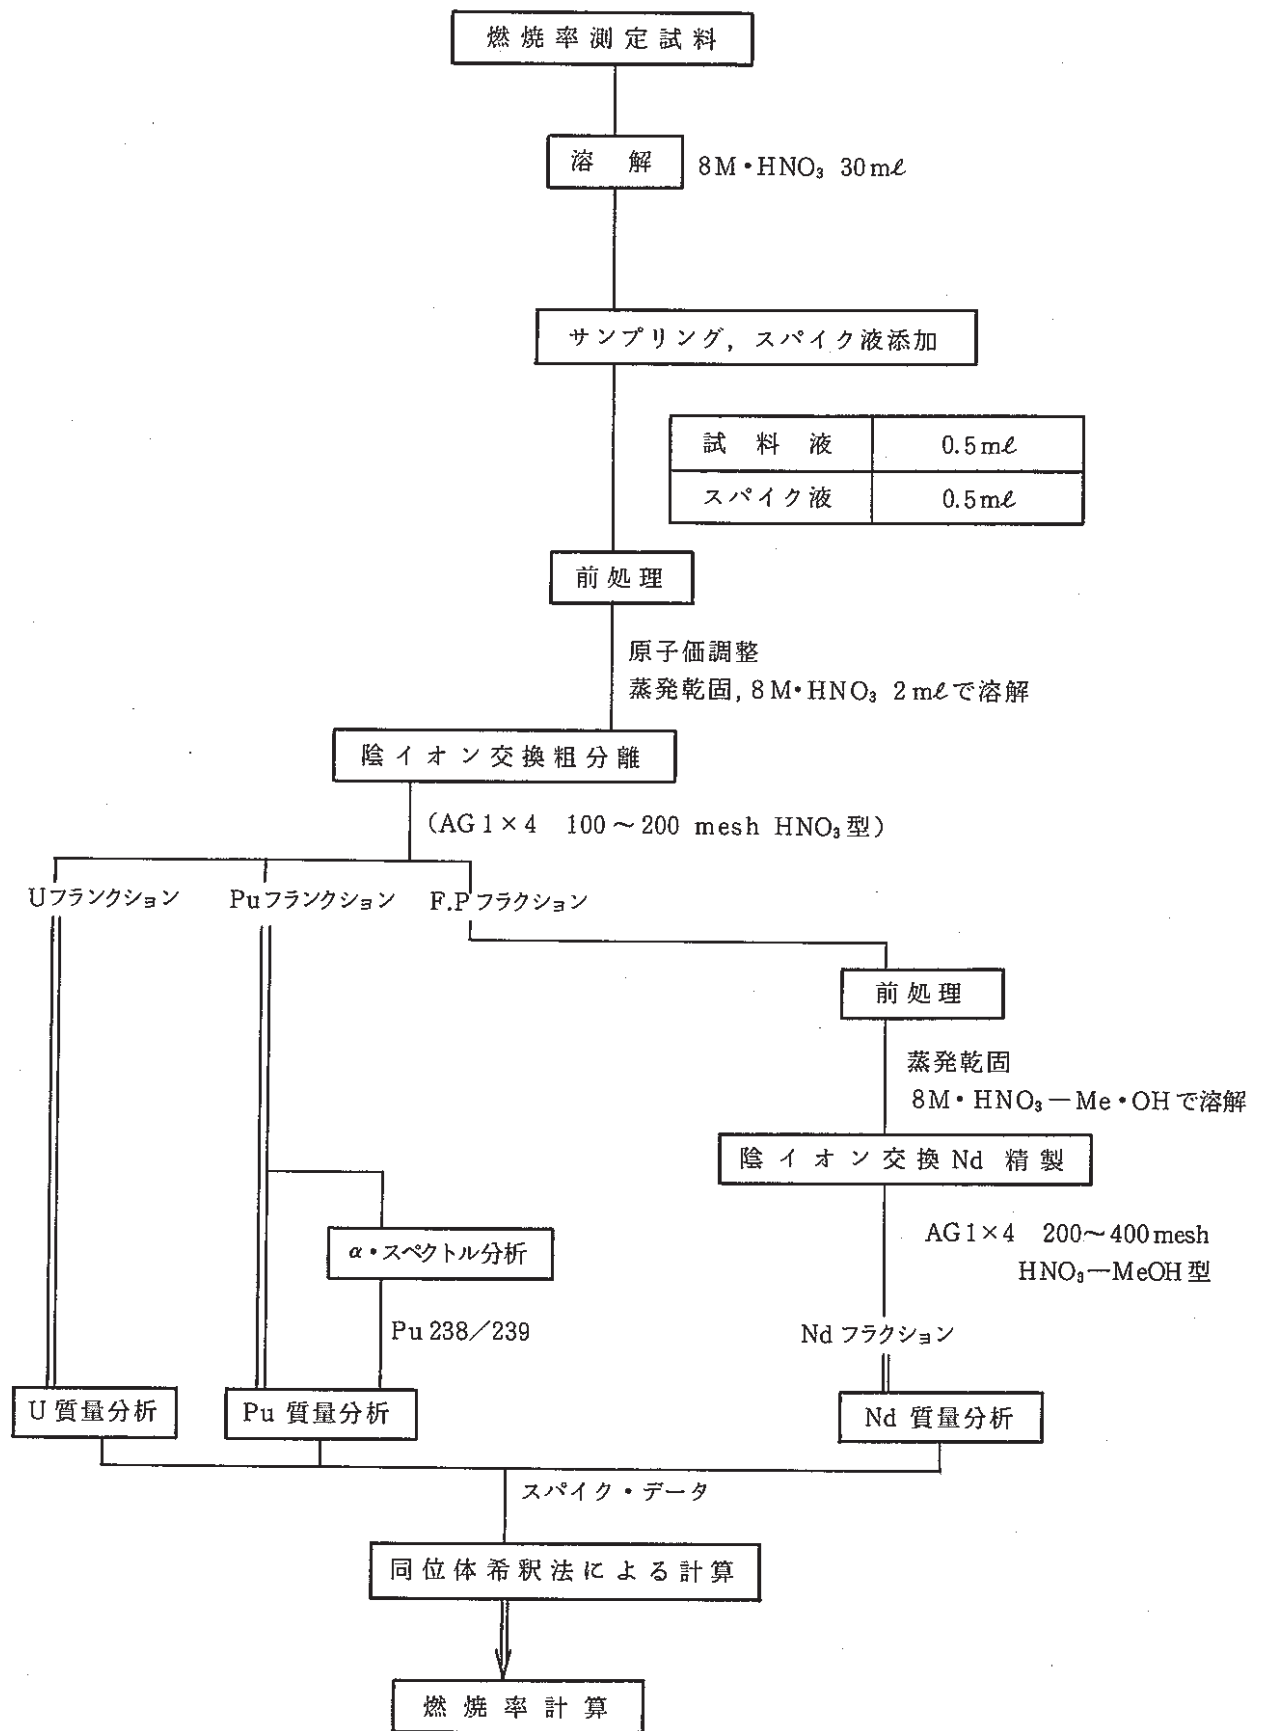 燃焼率測定試料
溶解
8M・HNO₃ 30mℓ
サンプリング，スパイク液添加
試料液 0.5mℓ
スパイク液 0.5mℓ
前処理
原子価調整
蒸発乾固, 8M・HNO₃ 2mℓで溶解
陰イオン交換粗分離
(AG1×4 100～200 mesh HNO₃型)
Uフランクション Puフランクション F.Pフラクション
前処理
蒸発乾固
8M・HNO₃－Me・OHで溶解
陰イオン交換Nd 精製
AG1×4 200～400mesh
HNO₃－MeOH型
α・スペクトル分析
Pu 238／239
Nd フラクション
U質量分析 Pu 質量分析 Nd 質量分析
スパイク・データ
同位体希釈法による計算
燃焼率計算